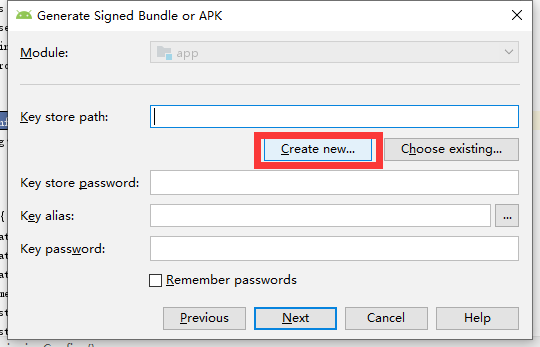 Generate Signed Bundle or APK
Module:
app
Key store path:
Create new...
Choose existing...
Key store password:
Key alias:
...
Key password:
Remember passwords
Previous
Next
Cancel
Help